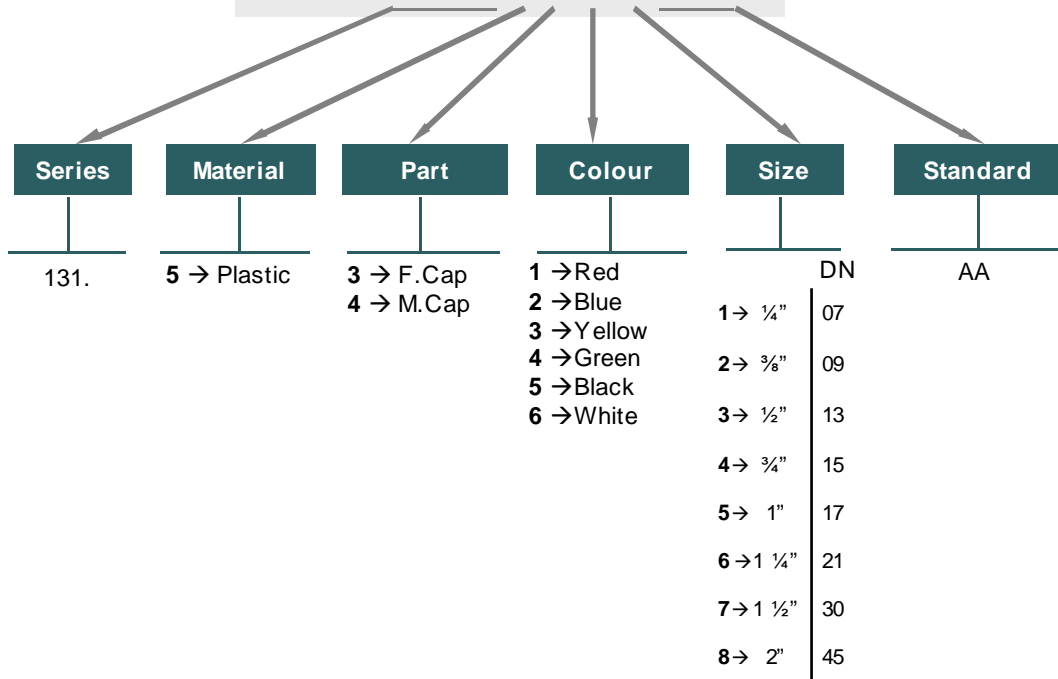 Series
Material
Part
Colour
Size
Standard
131.
5 → Plastic
3 → F.Cap
4 → M.Cap
1 →Red
2 →Blue
3 →Yellow
4 →Green
5 →Black
6 →White
DN
1→ ¼” 07
2→ ⅜” 09
3→ ½” 13
4→ ¾” 15
5→ 1” 17
6→1 ¼” 21
7→1 ½” 30
8→ 2” 45
AA